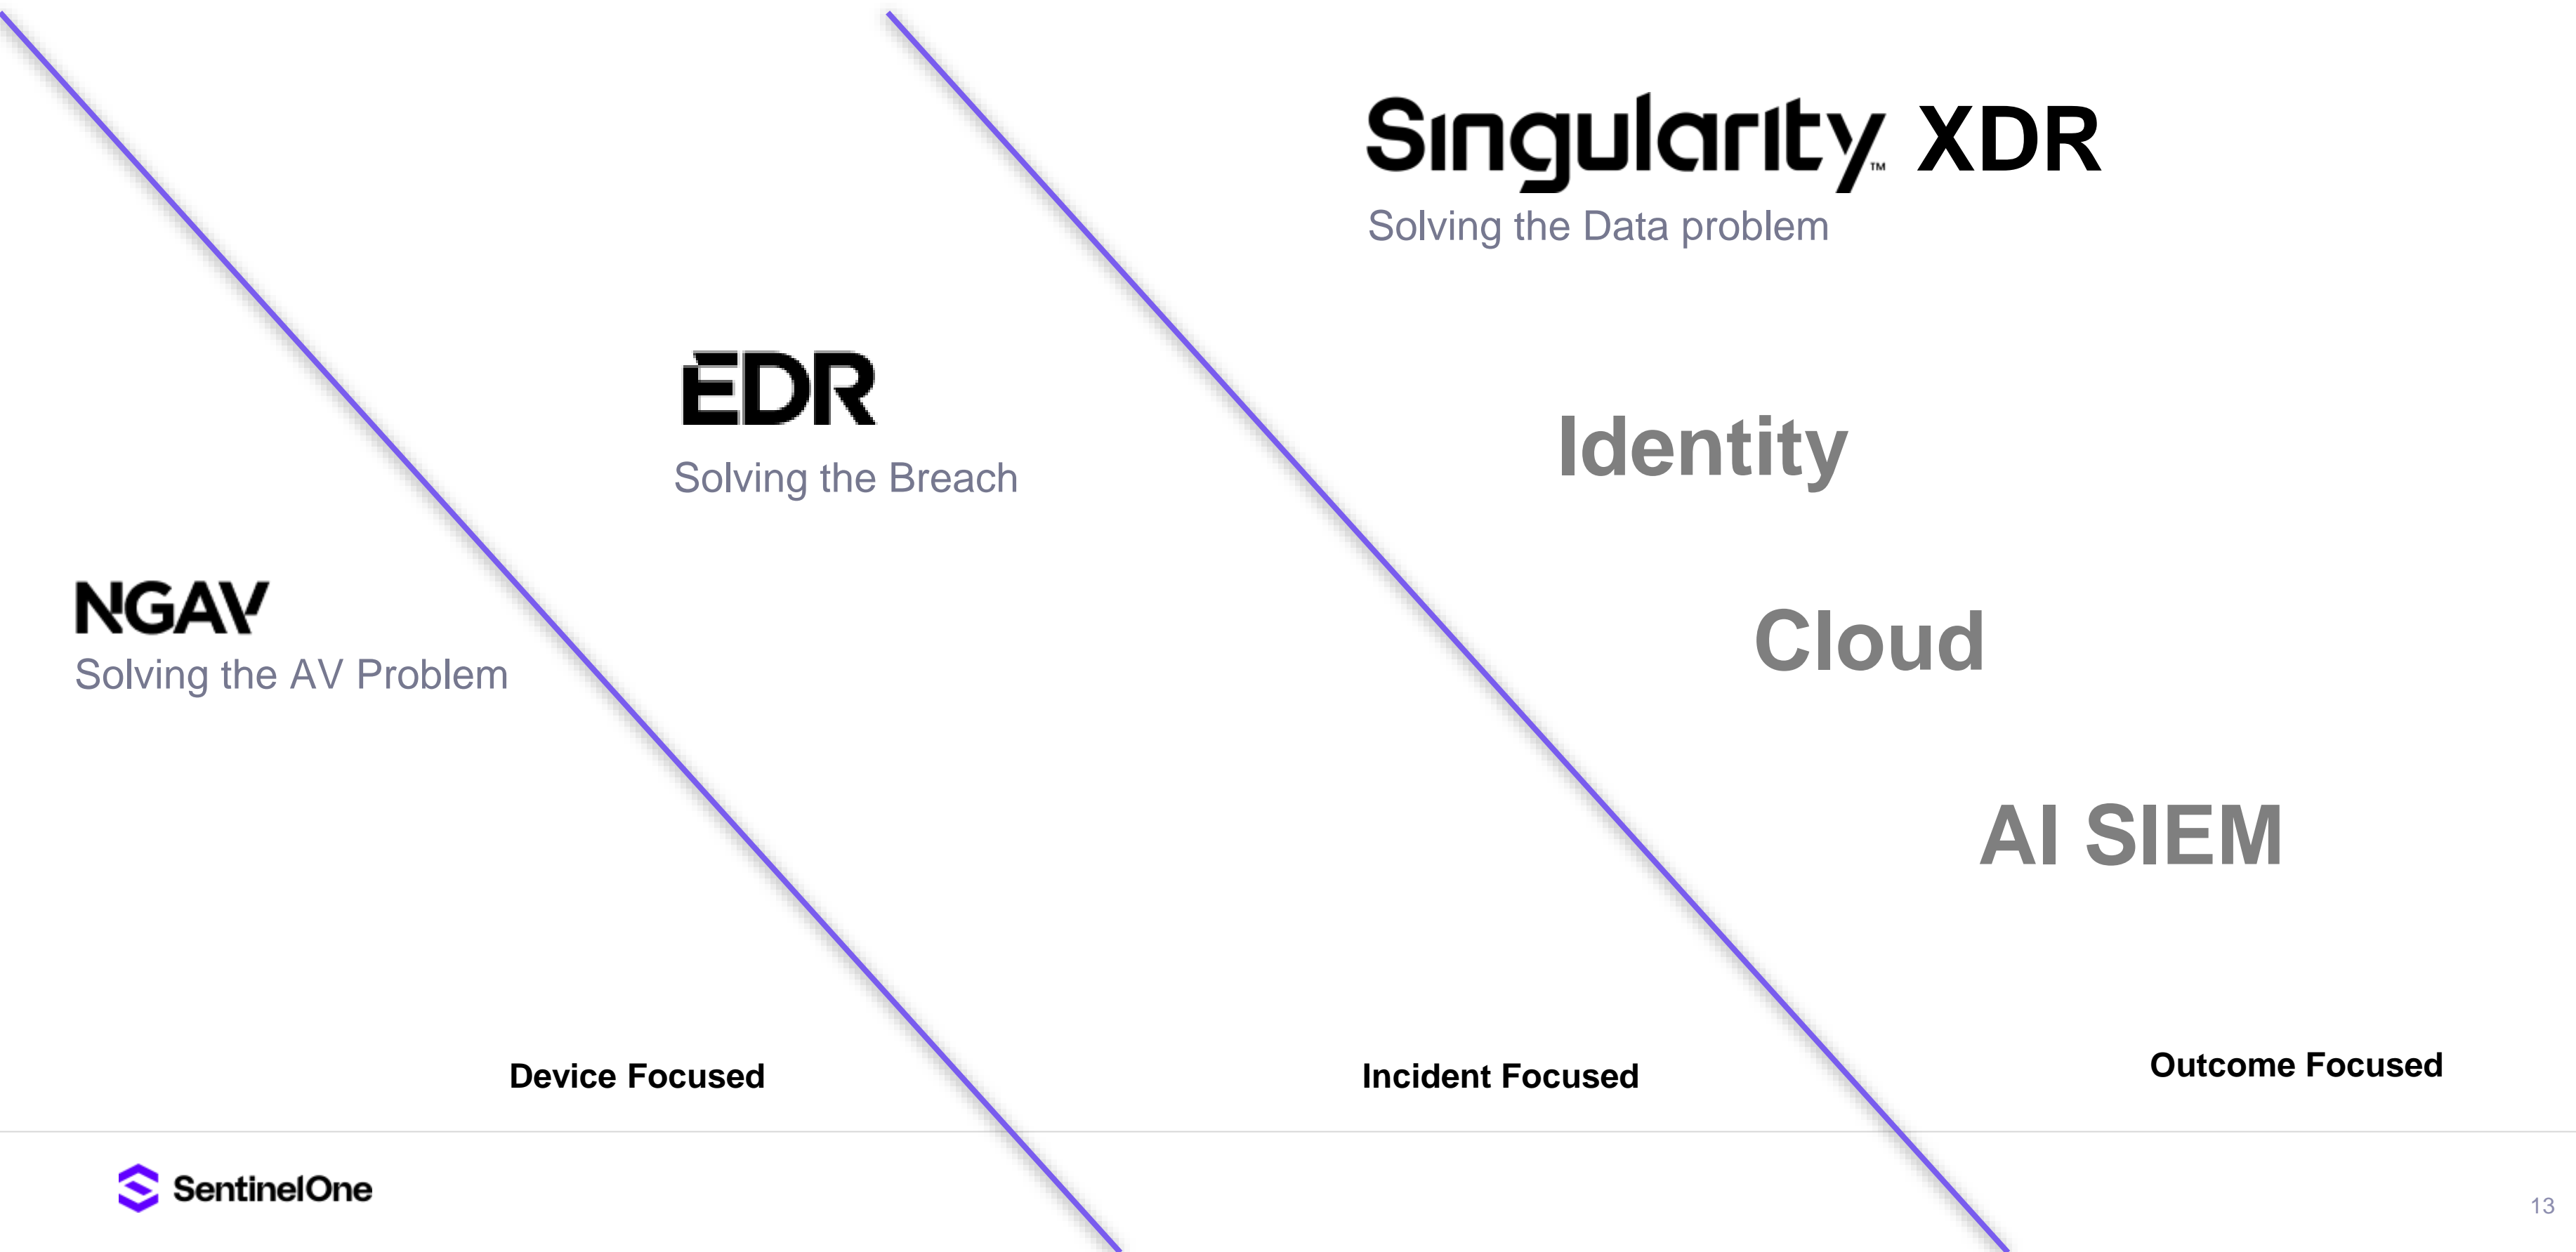 Singularity™ XDR
Solving the Data problem
EDR
Solving the Breach
NGAV
Solving the AV Problem
Identity
Cloud
AI SIEM
Device Focused
Incident Focused
Outcome Focused
SentinelOne
13